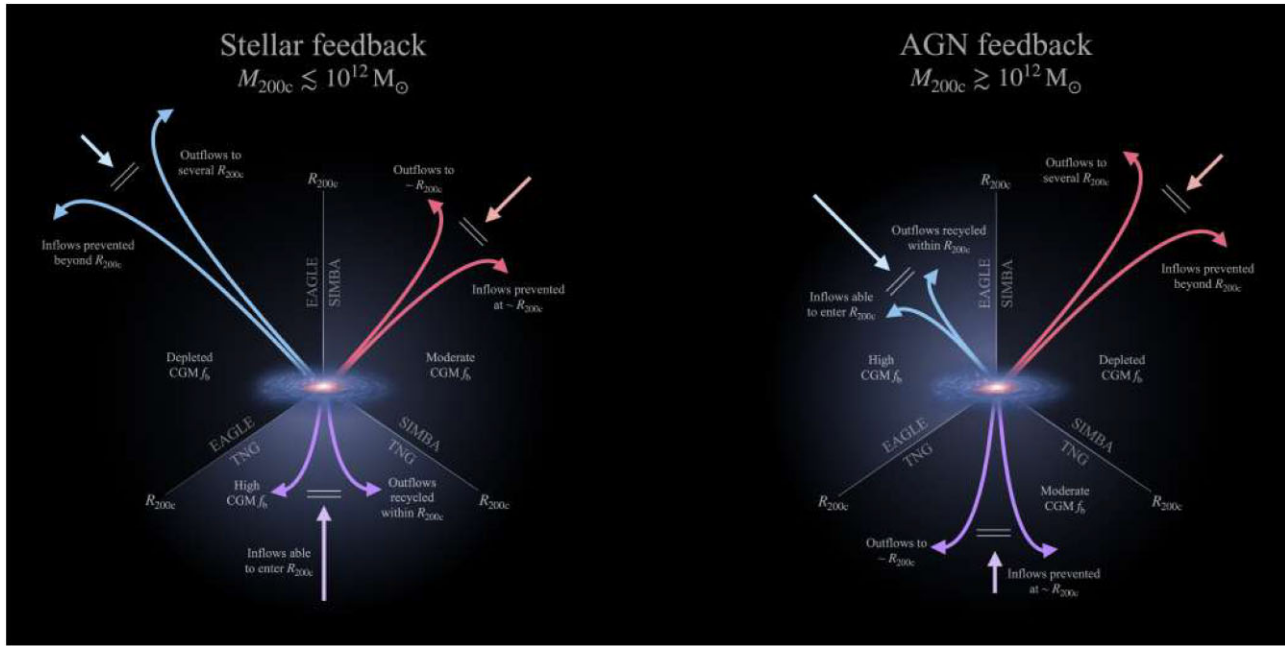 Stellar feedback
M200c ≲ 10^12 M⊙
Outflows to
several R200c
Inflows prevented
beyond R200c
R200c
Outflows to
~ R200c
Inflows prevented
at ~ R200c
EAGLE
SIMBA
Depleted
CGM fb
Moderate
CGM fb
EAGLE
TNG
SIMBA
TNG
R200c
R200c
High
CGM fb
Outflows
recycled
within R200c
Inflows able
to enter R200c
AGN feedback
M200c ≳ 10^12 M⊙
Outflows to
several R200c
R200c
Outflows recycled
within R200c
Inflows able
to enter R200c
Inflows prevented
beyond R200c
EAGLE
SIMBA
High
CGM fb
Depleted
CGM fb
EAGLE
TNG
SIMBA
TNG
R200c
R200c
Moderate
CGM fb
Outflows to
~ R200c
Inflows prevented
at ~ R200c